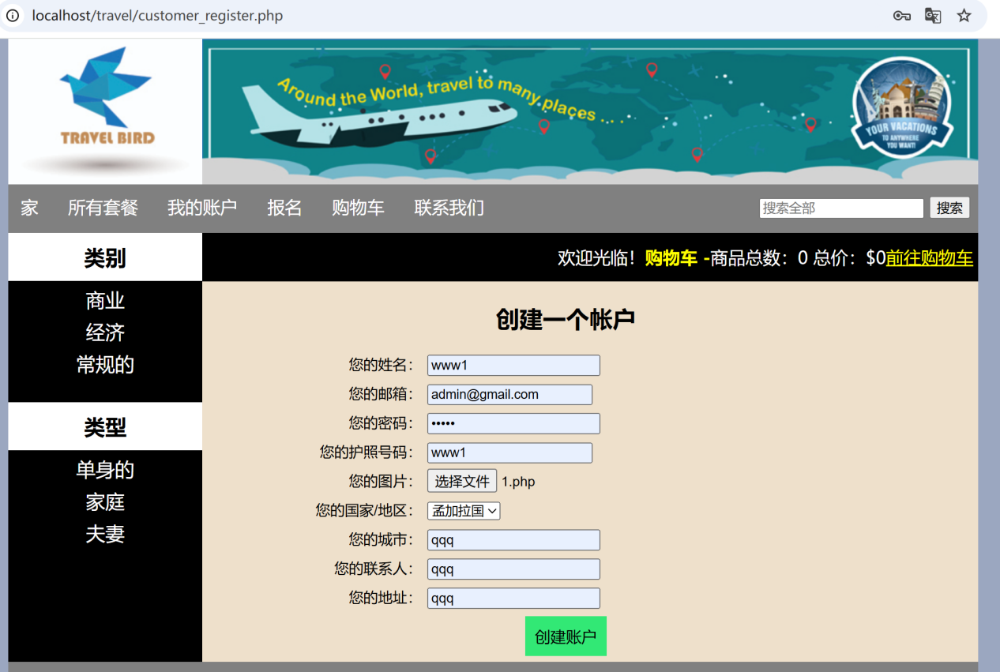 localhost/travel/customer_register.php
TRAVEL BIRD
Around the World, travel to many places ....
YOUR VACATIONS
TO ANYWHERE
YOU WANT!
家 所有套餐 我的账户 报名 购物车 联系我们 搜索全部 搜索
类别
欢迎光临！购物车 -商品总数：0 总价：$0前往购物车
商业
经济
常规的
类型
单身的
家庭
夫妻
创建一个帐户
您的姓名： www1
您的邮箱： admin@gmail.com
您的密码： •••••
您的护照号码： www1
您的图片： 选择文件 1.php
您的国家/地区： 孟加拉国
您的城市： qqq
您的联系人： qqq
您的地址： qqq
创建账户